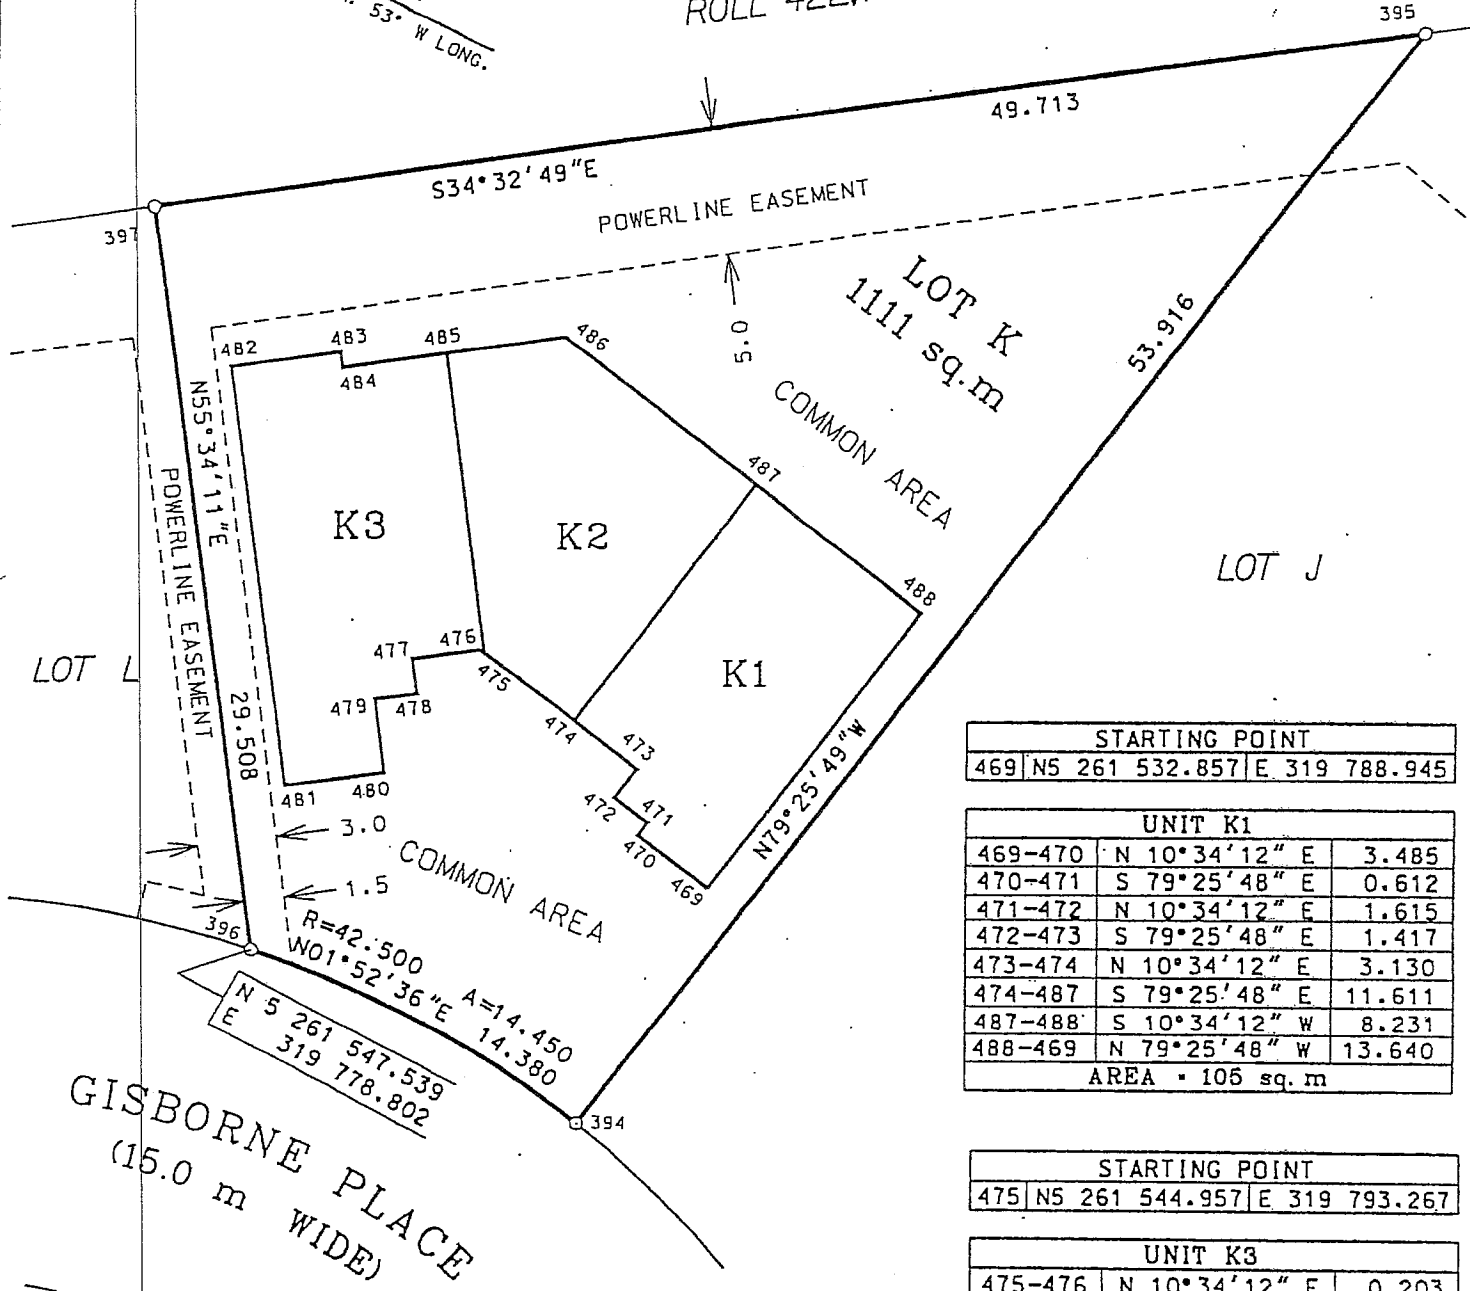 53° W LONG.
ROLL
395
49.713
S34°32'49"E
POWERLINE EASEMENT
397
LOT K
1111 sq.m
5.0
53.916
COMMON AREA
482
483
484
485
486
487
488
N55°34'11"E
29.508
POWERLINE EASEMENT
K3
K2
K1
LOT J
LOT L
477
476
475
479
478
474
473
472
471
470
469
481
480
3.0
1.5
COMMON AREA
N79°25'49"W
396
R=42.500
N01°52'36"E
A=14.450
14.380
N 5 261 547.539
E 319 778.802
394
GISBORNE PLACE
(15.0 m WIDE)
STARTING POINT
469 N5 261 532.857 E 319 788.945
UNIT K1
469-470 N 10°34'12" E 3.485
470-471 S 79°25'48" E 0.612
471-472 N 10°34'12" E 1.615
472-473 S 79°25'48" E 1.417
473-474 N 10°34'12" E 3.130
474-487 S 79°25'48" E 11.611
487-488 S 10°34'12" W 8.231
488-469 N 79°25'48" W 13.640
AREA = 105 sq. m
STARTING POINT
475 N5 261 544.957 E 319 793.267
UNIT K3
475-476 N 10°34'12" E 0.203